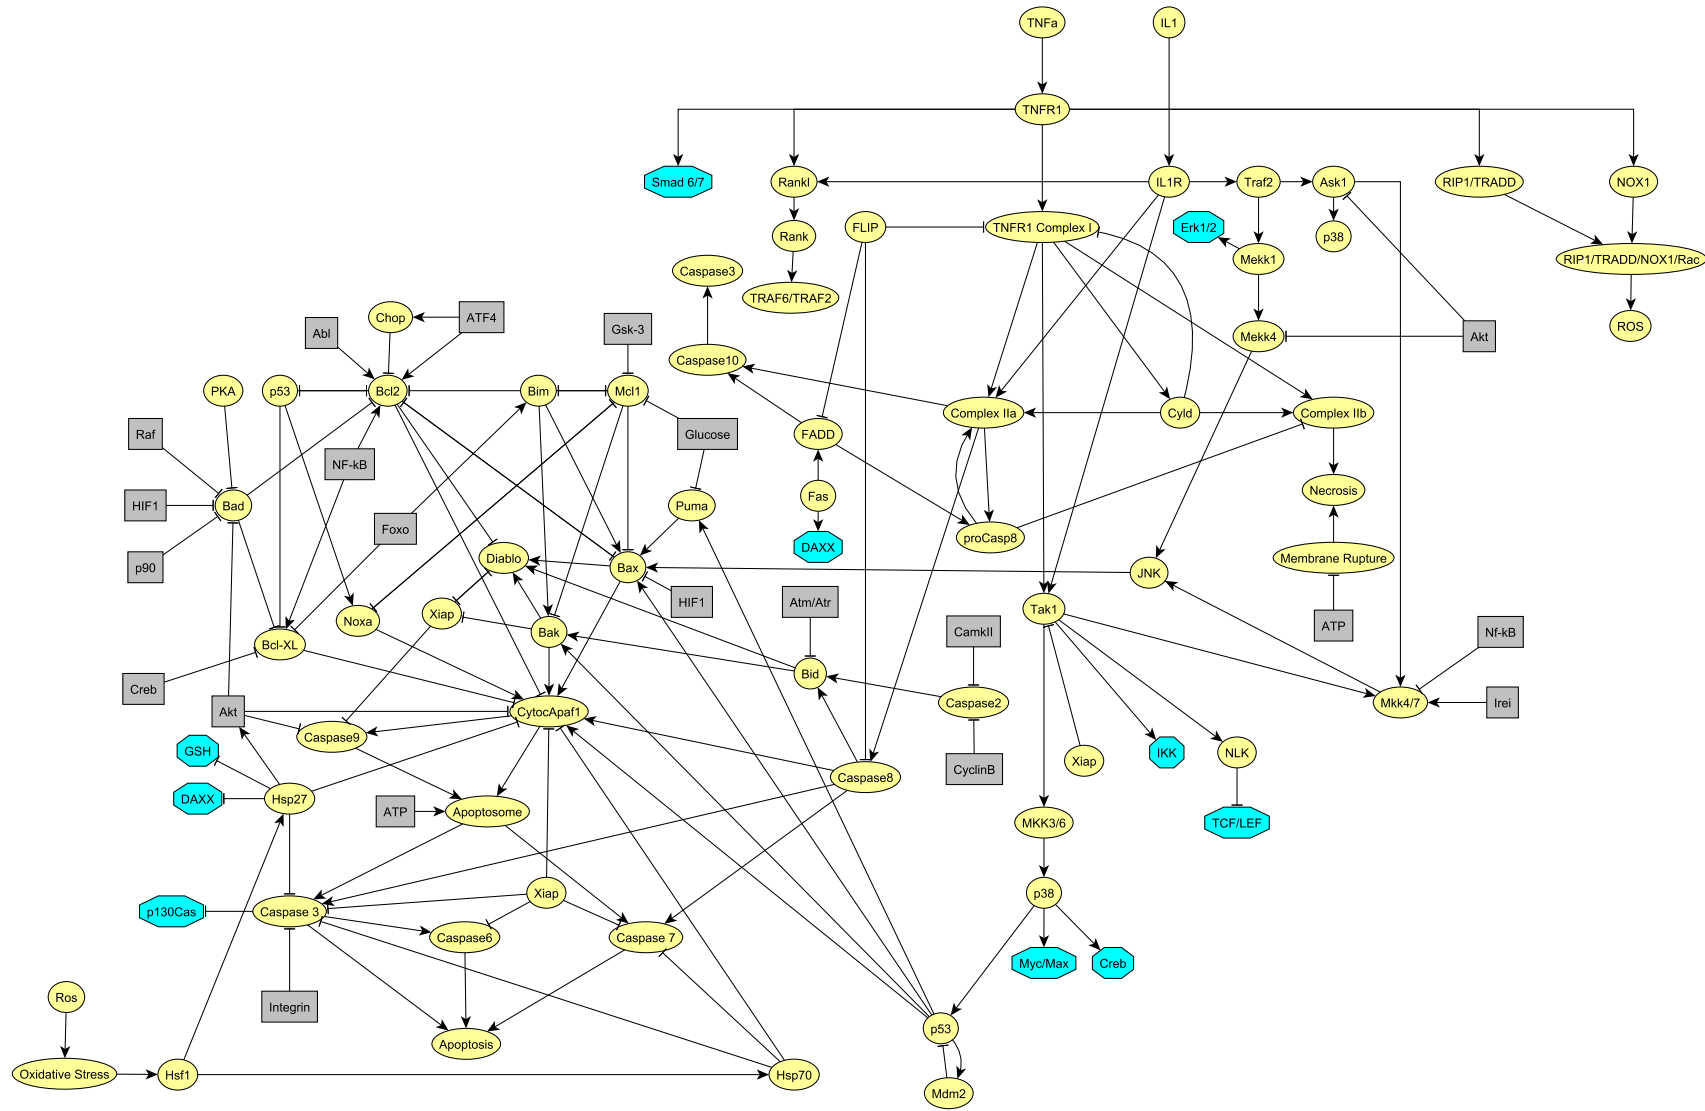 TNFa
IL1
TNFR1
Smad 6/7
Rankl
IL1R
Traf2
Ask1
RIP1/TRADD
NOX1
FLIP
TNFR1 Complex I
Erk1/2
Rank
p38
Mekk1
RIP1/TRADD/NOX1/Rac
Caspase3
TRAF6/TRAF2
Chop
ATF4
Abl
Gsk-3
Mekk4
Akt
ROS
Caspase10
PKA
p53
Bcl2
Bim
Mcl1
Complex IIa
Cyld
Complex IIb
Raf
Glucose
FADD
NF-kB
Necrosis
HIF1
Bad
Puma
Fas
Foxo
proCasp8
DAXX
p90
Diablo
Bax
Membrane Rupture
JNK
HIF1
Atm/Atr
Xiap
Noxa
Tak1
ATP
Bak
CamkII
Nf-kB
Bcl-XL
Bid
Creb
Caspase2
Mkk4/7
Irei
Akt
CytocApaf1
Caspase9
GSH
IKK
NLK
Xiap
CyclinB
Caspase8
DAXX
Hsp27
ATP
Apoptosome
MKK3/6
TCF/LEF
Xiap
p38
p130Cas
Caspase 3
Caspase6
Caspase 7
Myc/Max
Creb
Ros
Integrin
p53
Apoptosis
Oxidative Stress
Hsf1
Hsp70
Mdm2